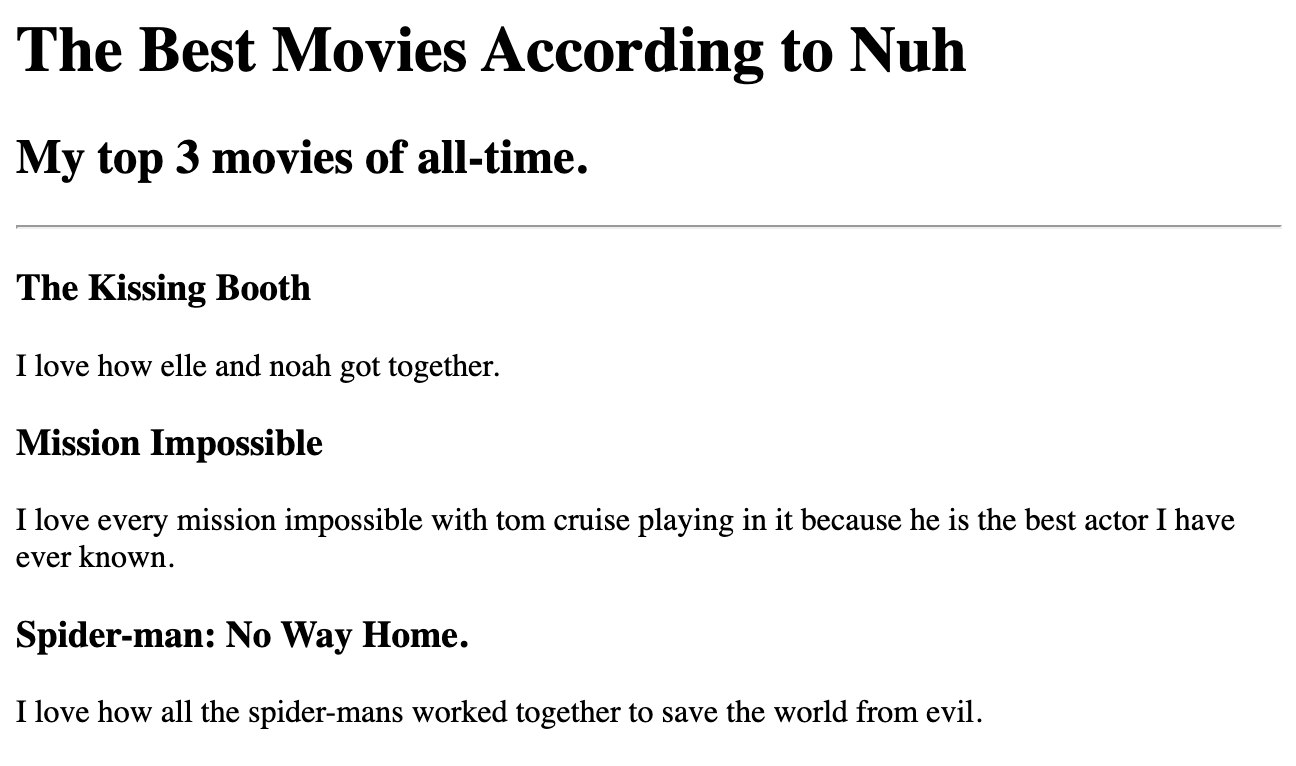 The Best Movies According to Nuh
My top 3 movies of all-time.
The Kissing Booth
I love how elle and noah got together.
Mission Impossible
I love every mission impossible with tom cruise playing in it because he is the best actor I have
ever known.
Spider-man: No Way Home.
I love how all the spider-mans worked together to save the world from evil.